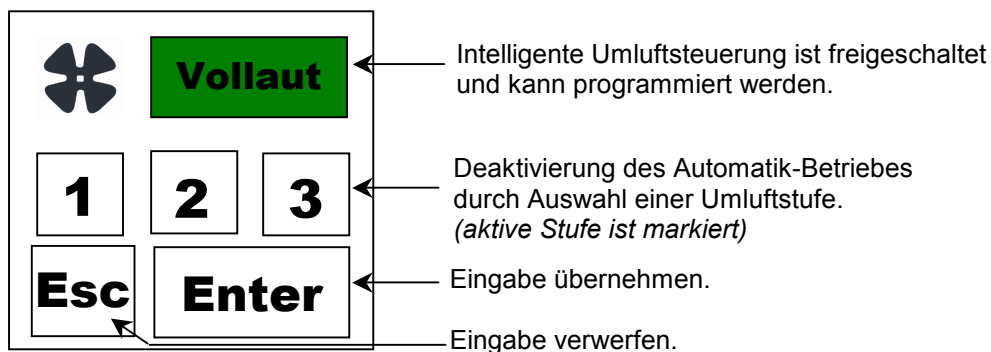 Vollaut
Intelligente Umluftsteuerung ist freigeschaltet
und kann programmiert werden.
1 2 3
Deaktivierung des Automatik-Betriebes
durch Auswahl einer Umluftstufe.
(aktive Stufe ist markiert)
Esc Enter
Eingabe übernehmen.
Eingabe verwerfen.